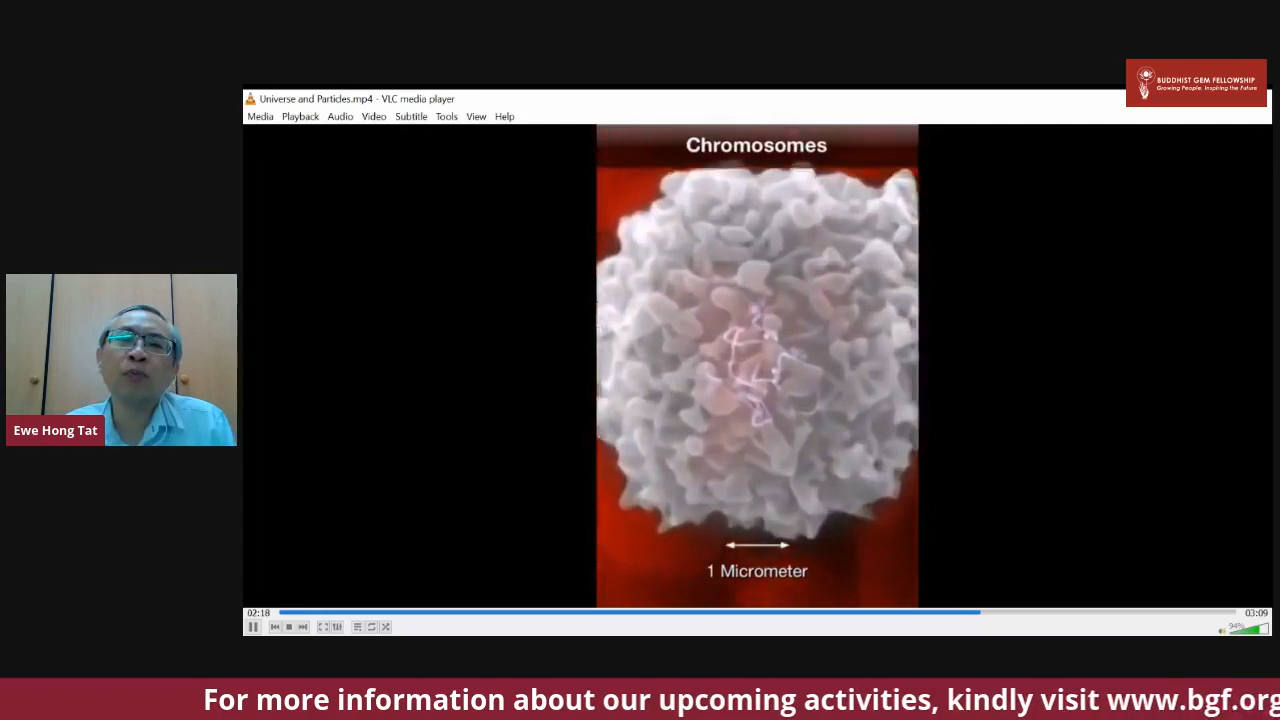 BUDDHIST GEM FELLOWSHIP
Growing People, Inspiring the Future
Universe and Particles.mp4 - VLC media player
Media Playback Audio Video Subtitle Tools View Help
Chromosomes
Ewe Hong Tat
1 Micrometer
02:18
03:09
94%
For more information about our upcoming activities, kindly visit www.bgf.org